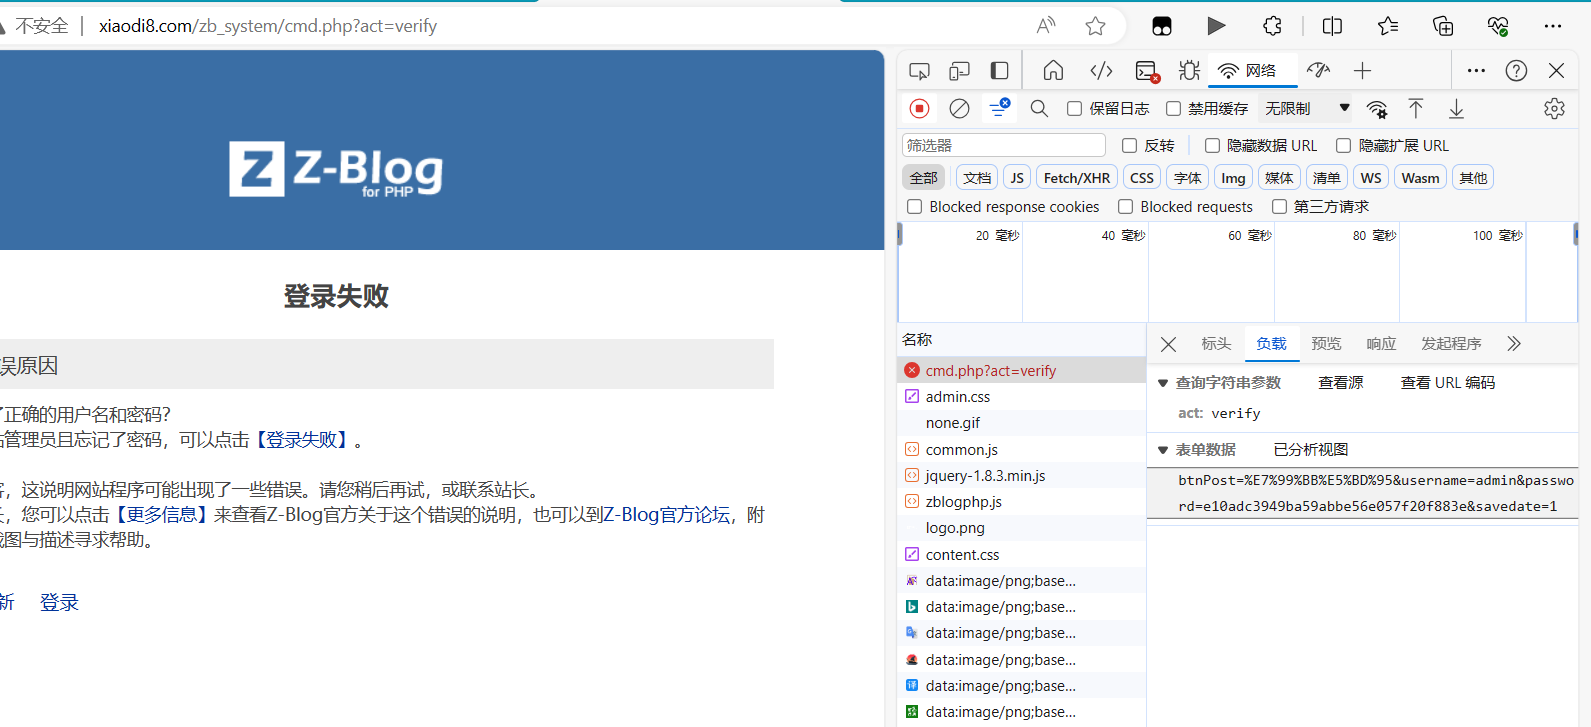 不安全 xiaodi8.com/zb_system/cmd.php?act=verify
Z Z-Blog
for PHP
登录失败
误原因
了正确的用户名和密码?
站管理员且忘记了密码，可以点击【登录失败】。
，这说明网站程序可能出现了一些错误。请您稍后再试，或联系站长。
，您可以点击【更多信息】来查看Z-Blog官方关于这个错误的说明，也可以到Z-Blog官方论坛，附
截图与描述寻求帮助。
新 登录
网络
保留日志 禁用缓存 无限制
筛选器 反转 隐藏数据 URL 隐藏扩展 URL
全部 文档 JS Fetch/XHR CSS 字体 Img 媒体 清单 WS Wasm 其他
Blocked response cookies Blocked requests 第三方请求
20 毫秒 40 毫秒 60 毫秒 80 毫秒 100 毫秒
名称
cmd.php?act=verify
admin.css
none.gif
common.js
jquery-1.8.3.min.js
zblogphp.js
logo.png
content.css
data:image/png;base...
data:image/png;base...
data:image/png;base...
data:image/png;base...
data:image/png;base...
data:image/png;base...
标头 负载 预览 响应 发起程序
查询字符串参数 查看源 查看 URL 编码
act: verify
表单数据 已分析视图
btnPost=%E7%99%BB%E5%BD%95&username=admin&passwo
rd=e10adc3949ba59abbe56e057f20f883e&savedate=1